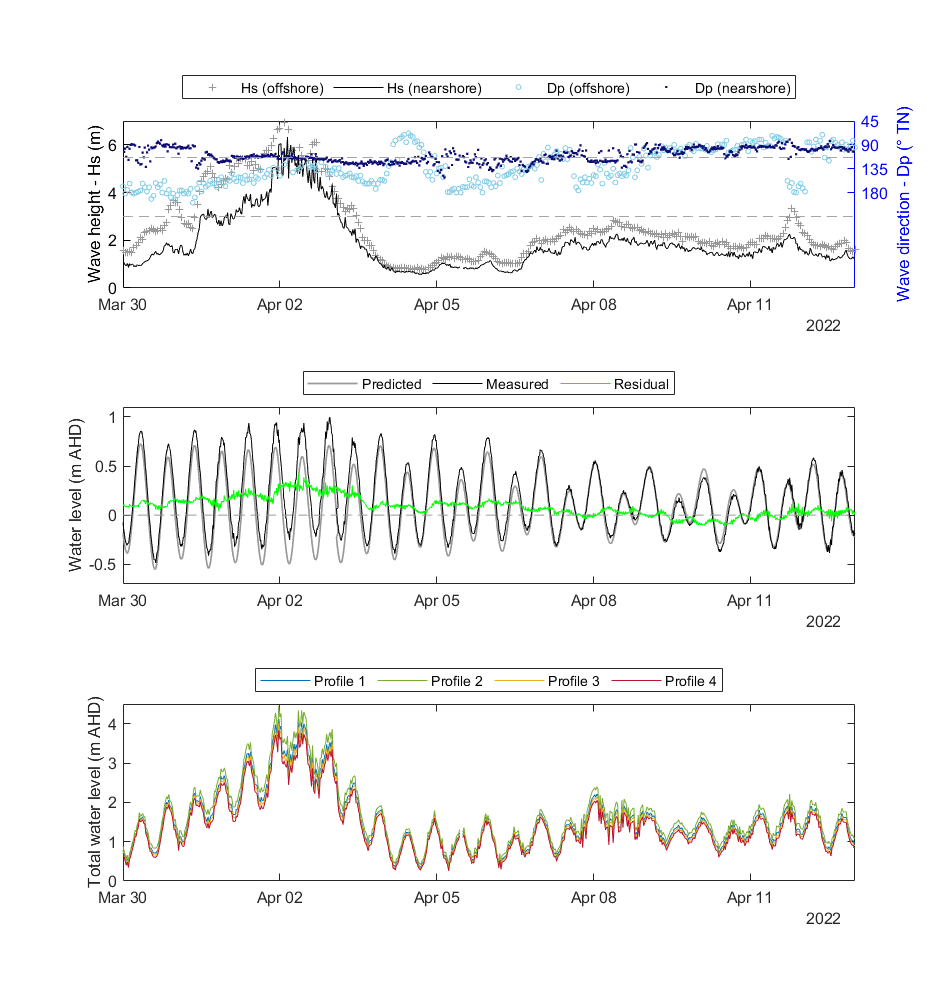 Hs (offshore) Hs (nearshore) Dp (offshore) Dp (nearshore)
Wave height - Hs (m)
6
4
2
0
45
90
135
180
Wave direction - Dp (° TN)
Mar 30 Apr 02 Apr 05 Apr 08 Apr 11
2022
Predicted Measured Residual
Water level (m AHD)
1
0.5
0
-0.5
Mar 30 Apr 02 Apr 05 Apr 08 Apr 11
2022
Profile 1 Profile 2 Profile 3 Profile 4
Total water level (m AHD)
4
3
2
1
0
Mar 30 Apr 02 Apr 05 Apr 08 Apr 11
2022